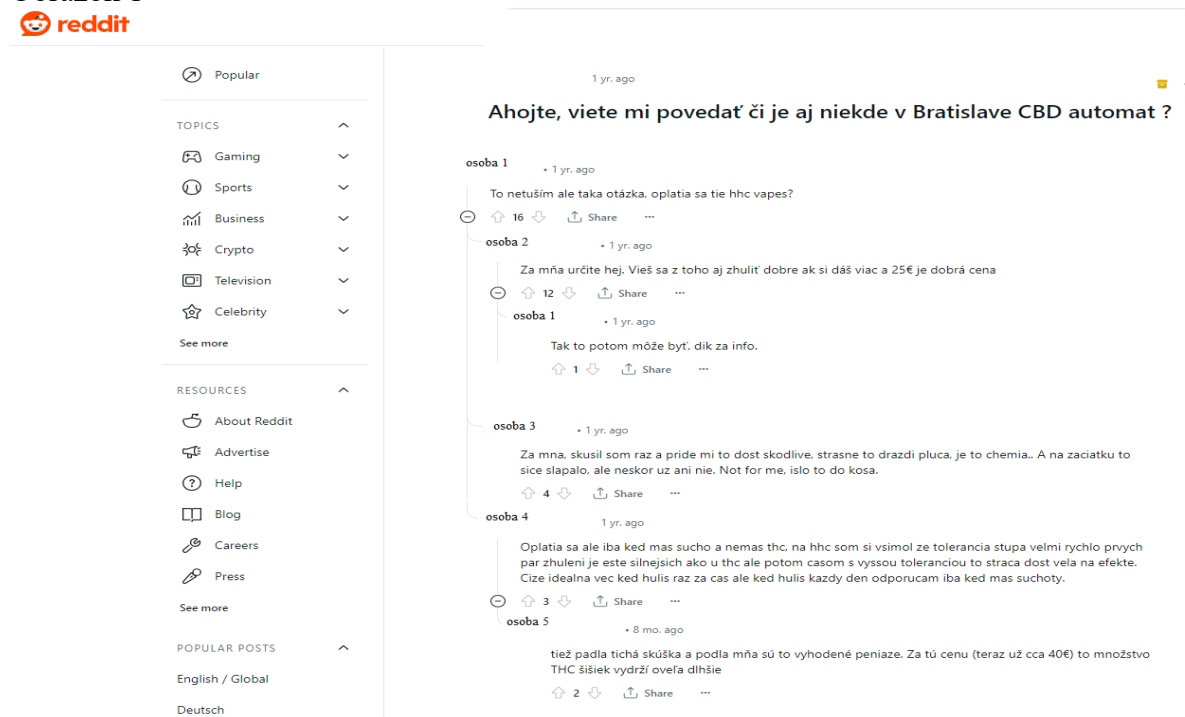 reddit
Popular
TOPICS
Gaming
Sports
Business
Crypto
Television
Celebrity
See more
RESOURCES
About Reddit
Advertise
Help
Blog
Careers
Press
See more
POPULAR POSTS
English / Global
Deutsch
1 yr. ago
Ahojte, viete mi povedať či je aj niekde v Bratislave CBD automat ?
osoba 1
• 1 yr. ago
To netuším ale taka otázka, oplatia sa tie hhc vapes?
16 Share ...
osoba 2
• 1 yr. ago
Za mňa určite hej. Vieš sa z toho aj zhuliť dobre ak si dáš viac a 25€ je dobrá cena
12 Share ...
osoba 1
• 1 yr. ago
Tak to potom môže byť, dik za info.
1 Share ...
osoba 3
• 1 yr. ago
Za mna, skusil som raz a pride mi to dost skodlive, strasne to drazdi pluca, je to chemia.. A na zaciatku to
sice slapalo, ale neskor uz ani nie. Not for me, islo to do kosa.
4 Share ...
osoba 4
1 yr. ago
Oplatia sa ale iba ked mas sucho a nemas thc, na hhc som si vsimol ze tolerancia stupa velmi rychlo prvych
par zhuleni je este silnejsich ako u thc ale potom casom s vyssou toleranciou to straca dost vela na efekte.
Cize idealna vec ked hulis raz za cas ale ked hulis kazdy den odporucam iba ked mas suchoty.
3 Share ...
osoba 5
• 8 mo. ago
tiež padla tichá skúška a podla mňa sú to vyhodené peniaze. Za tú cenu (teraz už cca 40€) to množstvo
THC šišiek vydrží oveľa dlhšie
2 Share ...